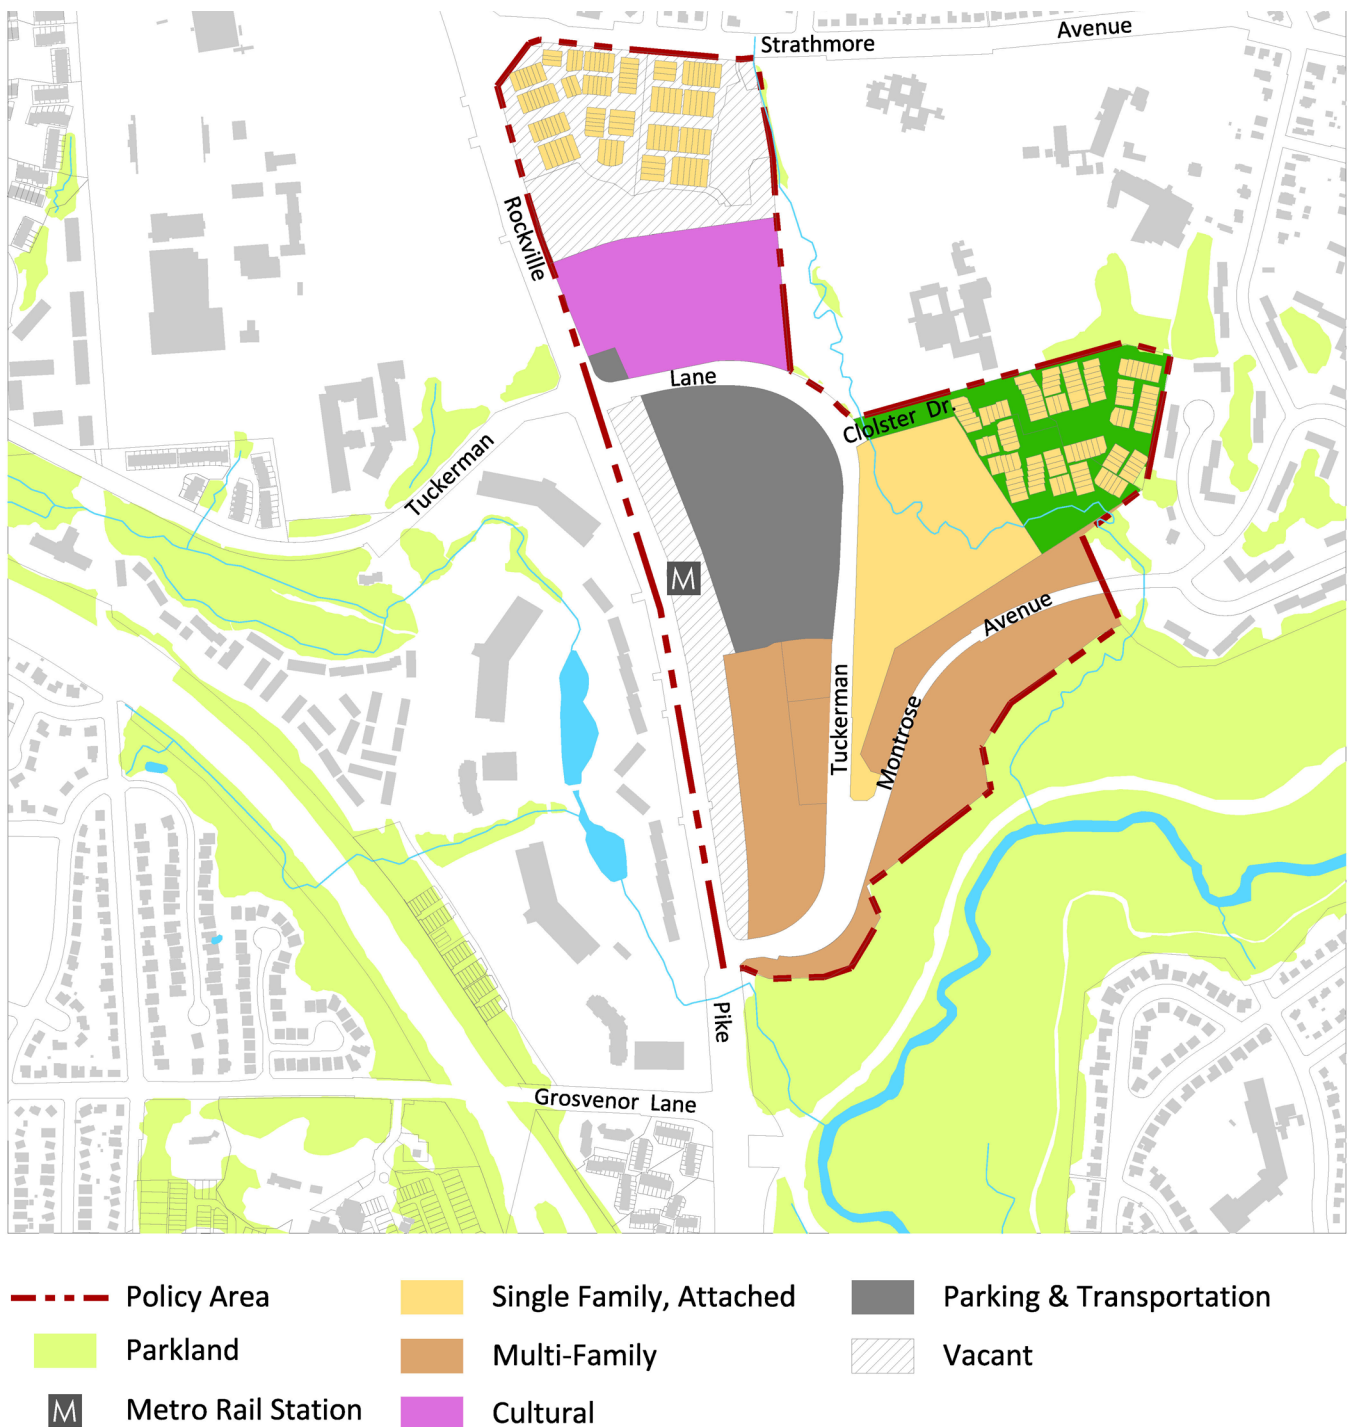 Strathmore
Avenue
Rockville
Lane
Clolster Dr.
Tuckerman
M
Avenue
Tuckerman
Montrose
Pike
Grosvenor Lane
Policy Area
Single Family, Attached
Parking & Transportation
Parkland
Multi-Family
Vacant
M
Metro Rail Station
Cultural